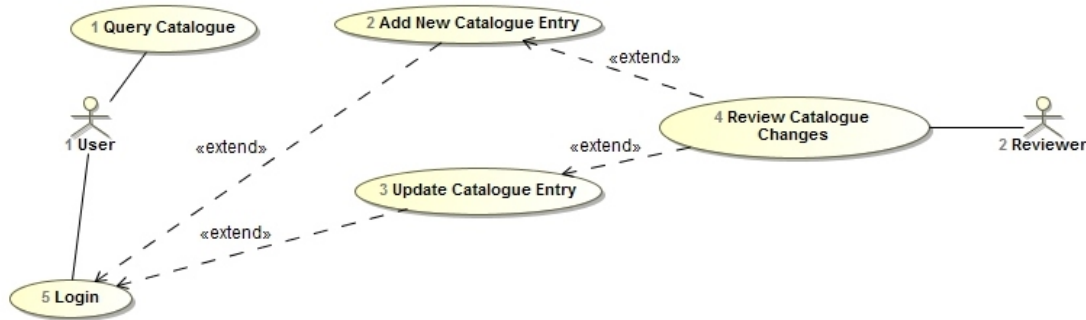 1 Query Catalogue
2 Add New Catalogue Entry
«extend»
4 Review Catalogue
Changes
1 User
2 Reviewer
«extend»
«extend»
3 Update Catalogue Entry
«extend»
5 Login